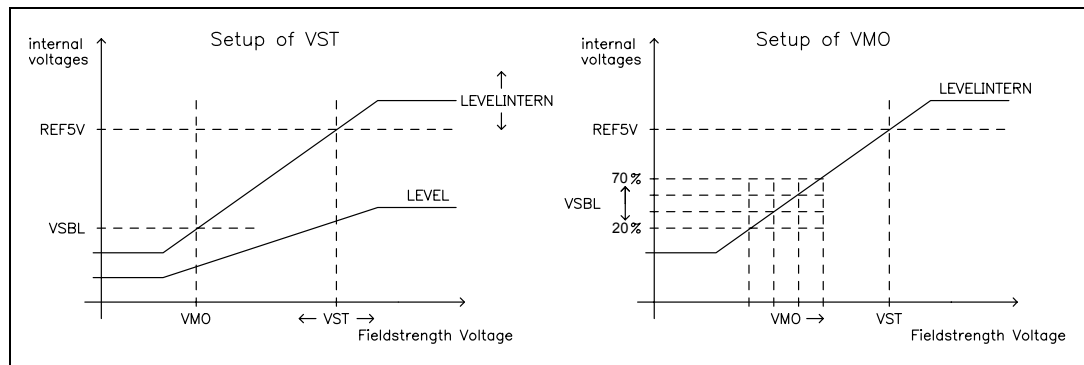 Setup of VST
internal
voltages
LEVELINTERN
REF5V
LEVEL
VSBL
VMO
← VST →
Fieldstrength Voltage
Setup of VMO
internal
voltages
LEVELINTERN
REF5V
70%
VSBL
20%
VMO →
VST
Fieldstrength Voltage